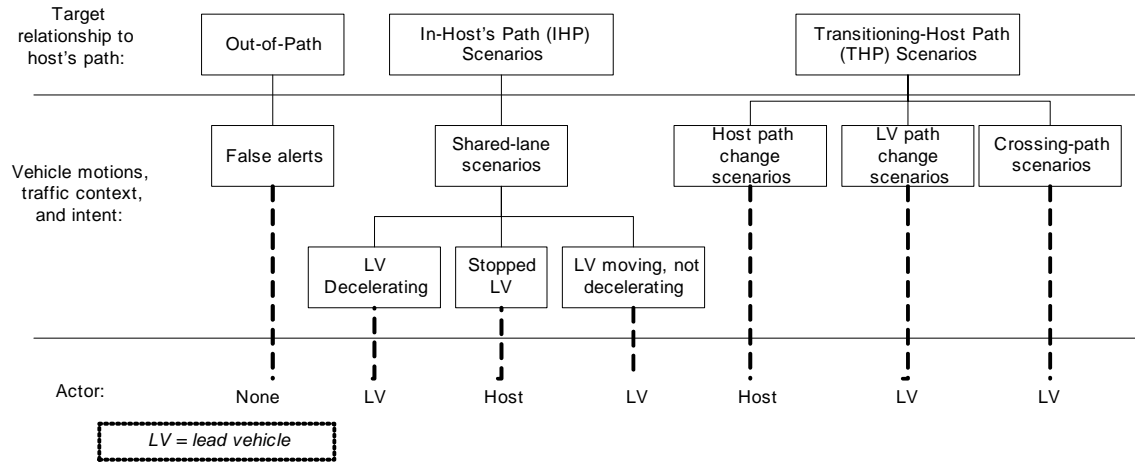 Target
relationship to
host's path:
Out-of-Path
In-Host's Path (IHP)
Scenarios
Transitioning-Host Path
(THP) Scenarios
Vehicle motions,
traffic context,
and intent:
False alerts
Shared-lane
scenarios
Host path
change
scenarios
LV path
change
scenarios
Crossing-path
scenarios
LV
Decelerating
Stopped
LV
LV moving, not
decelerating
Actor:
None
LV
Host
LV
Host
LV
LV
LV = lead vehicle